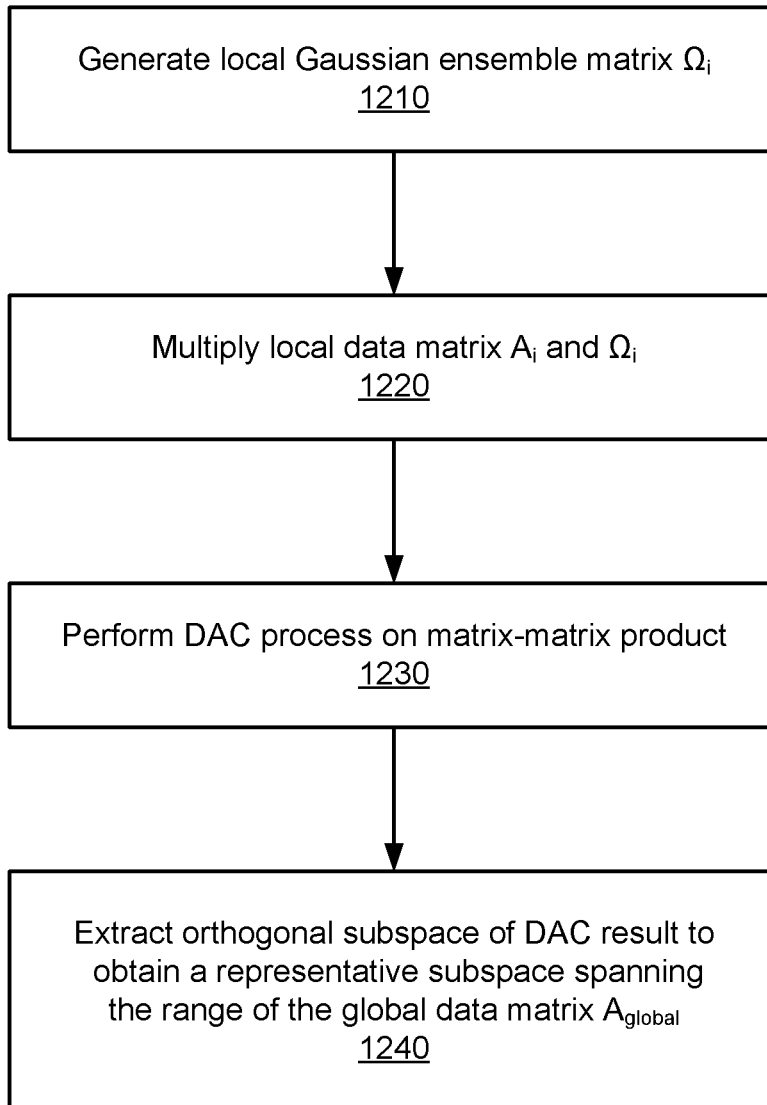 Generate local Gaussian ensemble matrix Ωi
1210
Multiply local data matrix Ai and Ωi
1220
Perform DAC process on matrix-matrix product
1230
Extract orthogonal subspace of DAC result to
obtain a representative subspace spanning
the range of the global data matrix Aglobal
1240